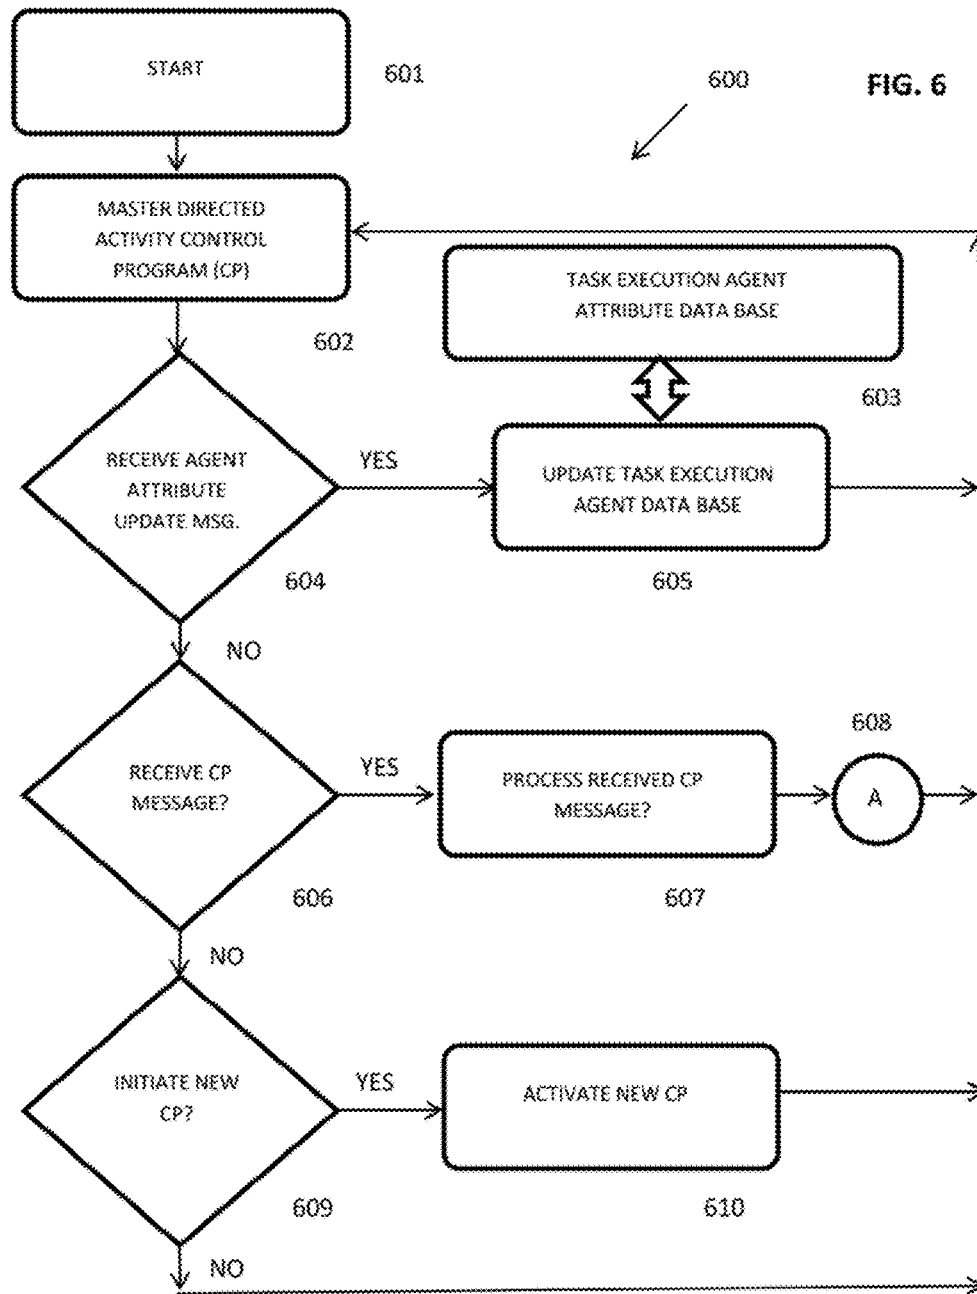 START
601
600
FIG. 6
MASTER DIRECTED
ACTIVITY CONTROL
PROGRAM (CP)
602
TASK EXECUTION AGENT
ATTRIBUTE DATA BASE
603
RECEIVE AGENT
ATTRIBUTE
UPDATE MSG.
604
YES
UPDATE TASK EXECUTION
AGENT DATA BASE
605
NO
RECEIVE CP
MESSAGE?
606
YES
PROCESS RECEIVED CP
MESSAGE?
607
608
A
NO
INITIATE NEW
CP?
609
YES
ACTIVATE NEW CP
610
NO